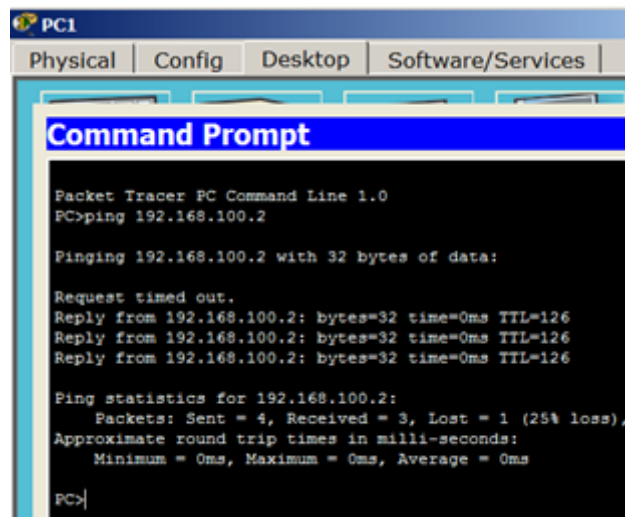 PC1
Physical Config Desktop Software/Services
Command Prompt
Packet Tracer PC Command Line 1.0
PC>ping 192.168.100.2
Pinging 192.168.100.2 with 32 bytes of data:
Request timed out.
Reply from 192.168.100.2: bytes=32 time=0ms TTL=126
Reply from 192.168.100.2: bytes=32 time=0ms TTL=126
Reply from 192.168.100.2: bytes=32 time=0ms TTL=126
Ping statistics for 192.168.100.2:
Packets: Sent = 4, Received = 3, Lost = 1 (25% loss),
Approximate round trip times in milli-seconds:
Minimum = 0ms, Maximum = 0ms, Average = 0ms
PC>